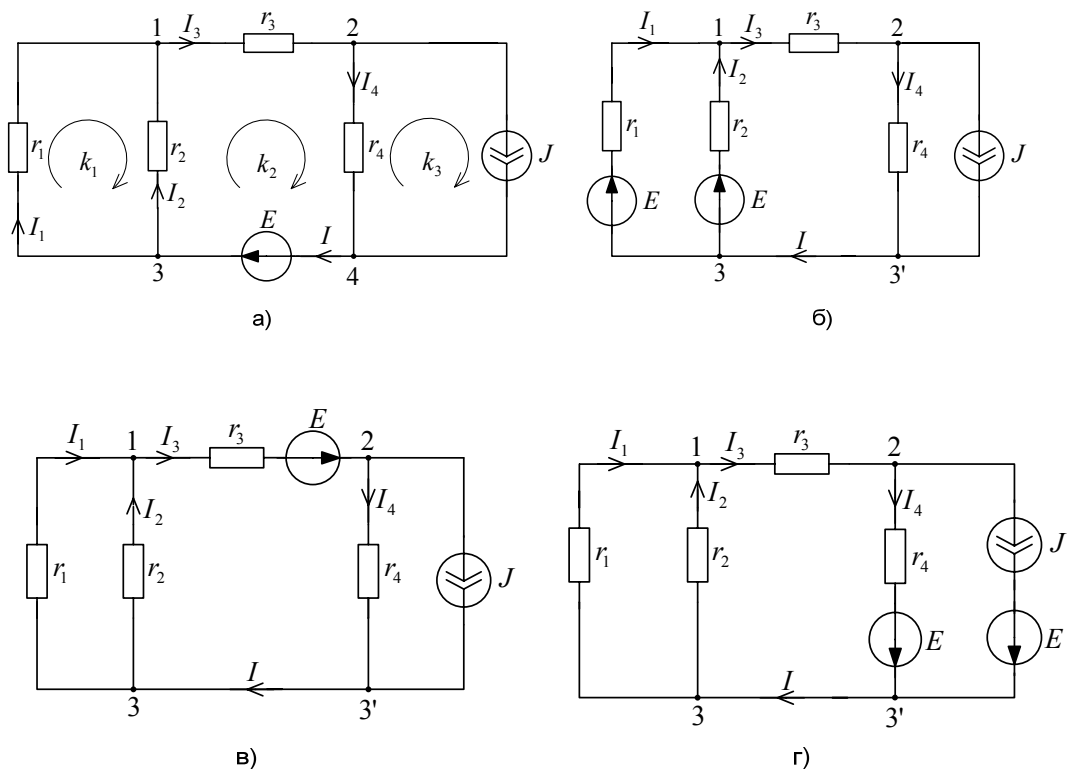 1 I₃ r₃ 2
I₄
r₁ k₁ r₂ k₂ r₄ k₃ J
I₁ I₂ E I
3 4
а)
I₁ 1 I₃ r₃ 2
I₂ I₄
r₁ r₂ r₄ J
E E
I
3 3'
б)
I₁ 1 I₃ r₃ E 2
I₂ I₄
r₁ r₂ r₄ J
I
3 3'
в)
I₁ 1 I₃ r₃ 2
I₂ I₄
r₁ r₂ r₄ J
E E
I
3 3'
г)